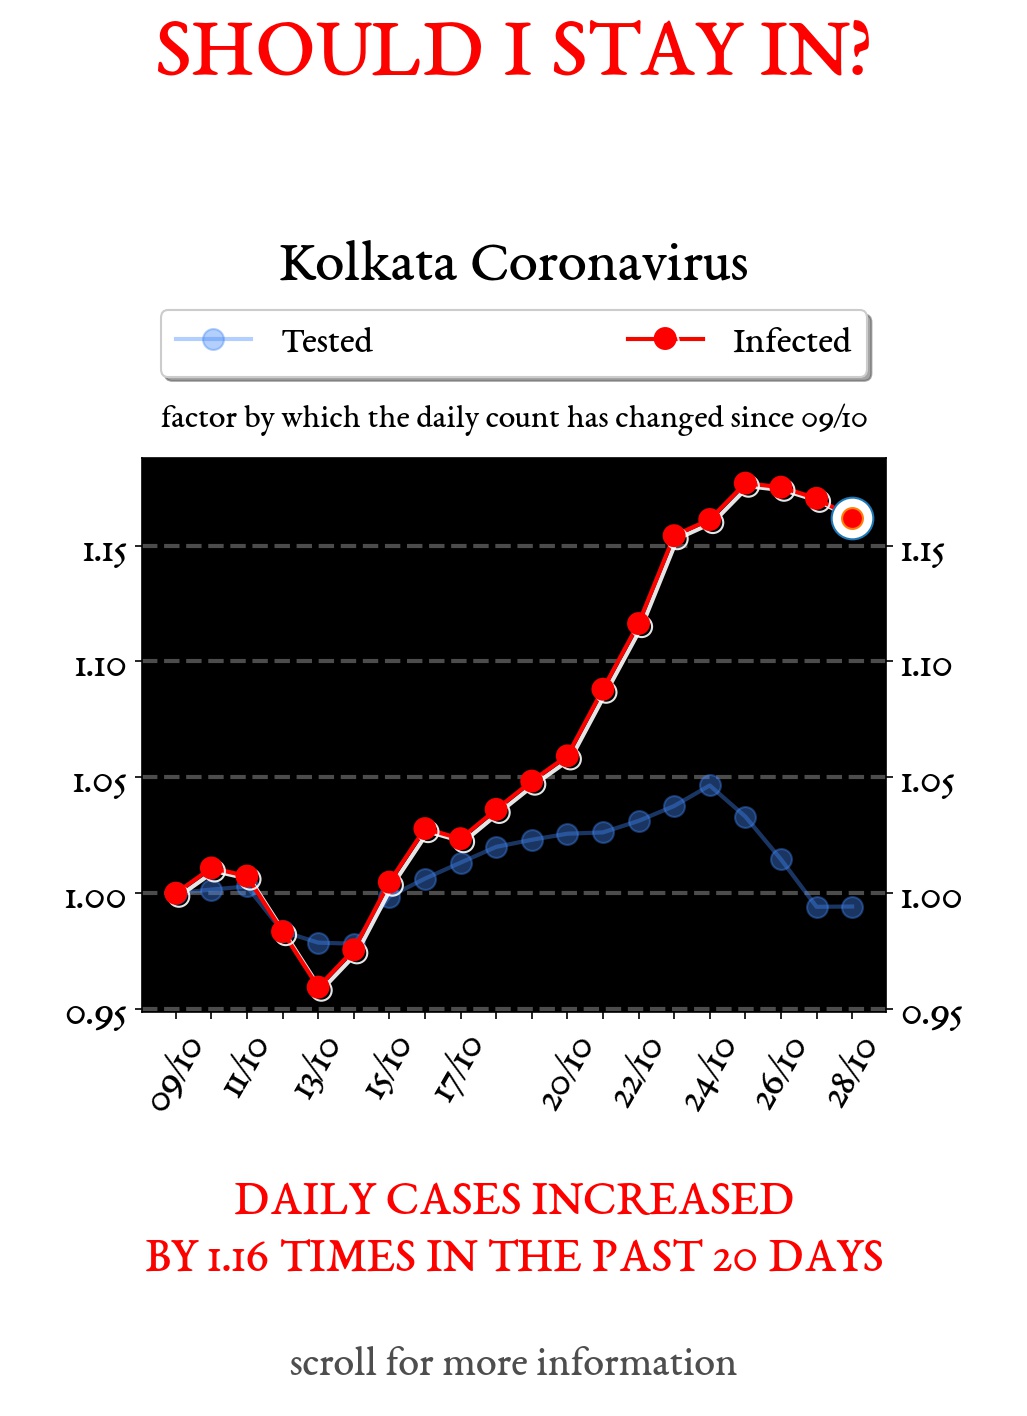 SHOULD I STAY IN?
Kolkata Coronavirus
Tested Infected
factor by which the daily count has changed since 09/10
1.15 1.15
1.10 1.10
1.05 1.05
1.00 1.00
0.95 0.95
09/10 11/10 13/10 15/10 17/10 20/10 22/10 24/10 26/10 28/10
DAILY CASES INCREASED
BY 1.16 TIMES IN THE PAST 20 DAYS
scroll for more information